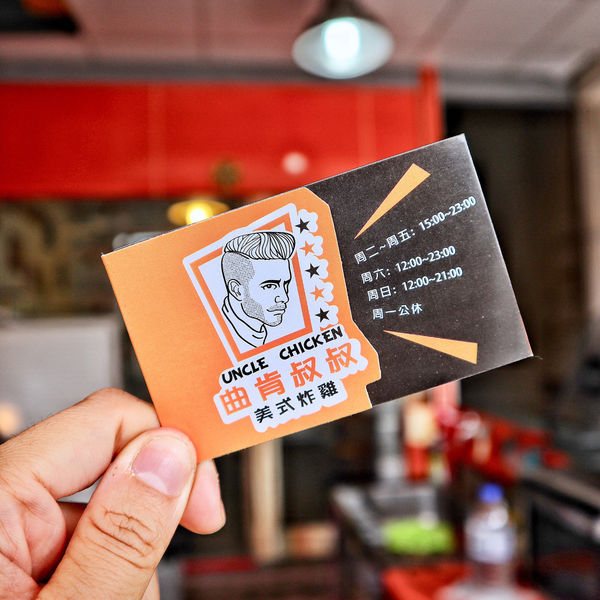 UNCLE CHICKEN
曲肯叔叔
美式炸雞
周二~周五: 15:00~23:00
周六: 12:00~23:00
周日: 12:00~21:00
周一公休